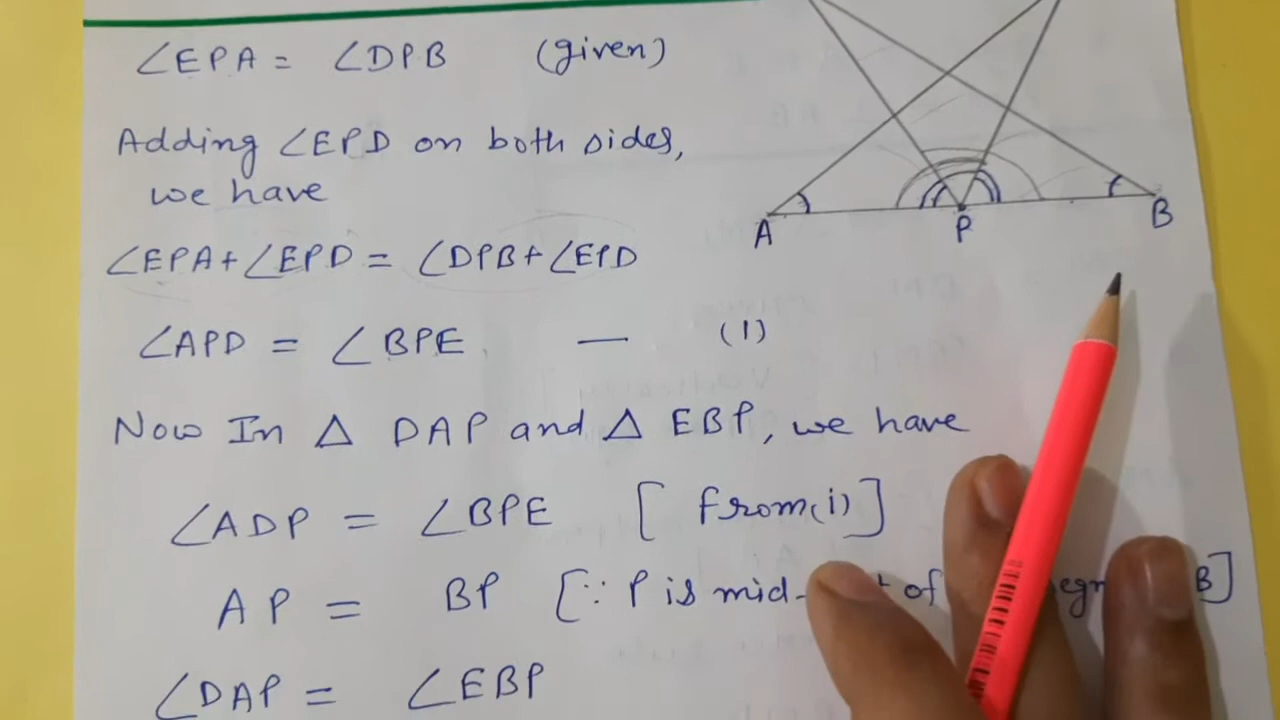 ∠EPA = ∠DPB (given)
Adding ∠EPD on both sides,
we have
∠EPA + ∠EPD = ∠DPB + ∠EPD
∠APD = ∠BPE — (1)
Now In △ DAP and △ EBP, we have
∠ADP = ∠BPE [from(i)]
AP = BP [∵ P is mid- of B]
∠DAP = ∠EBP
A P B